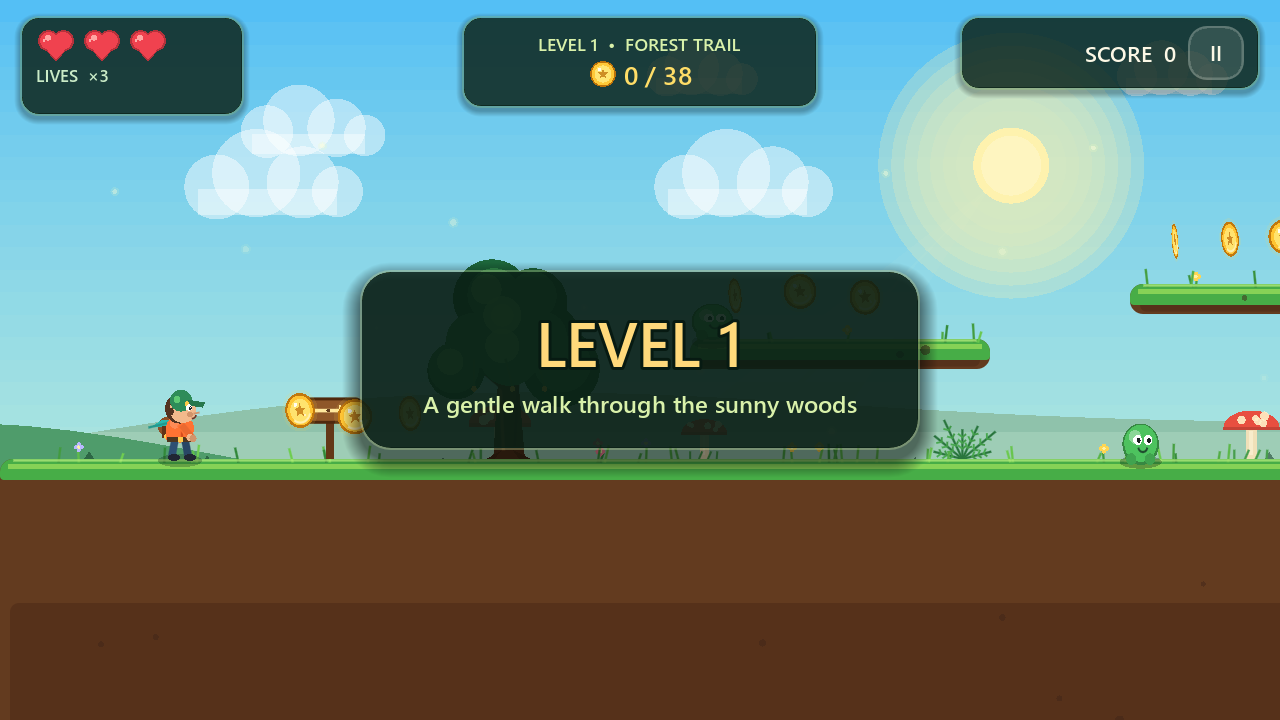 LIVES ×3
LEVEL 1 • FOREST TRAIL
0 / 38
SCORE 0
LEVEL 1
A gentle walk through the sunny woods